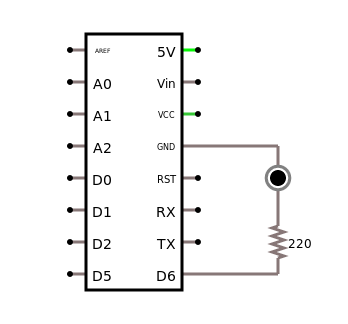 AREF 5V
A0 Vin
A1 VCC
A2 GND
D0 RST
D1 RX
D2 TX
D5 D6
220